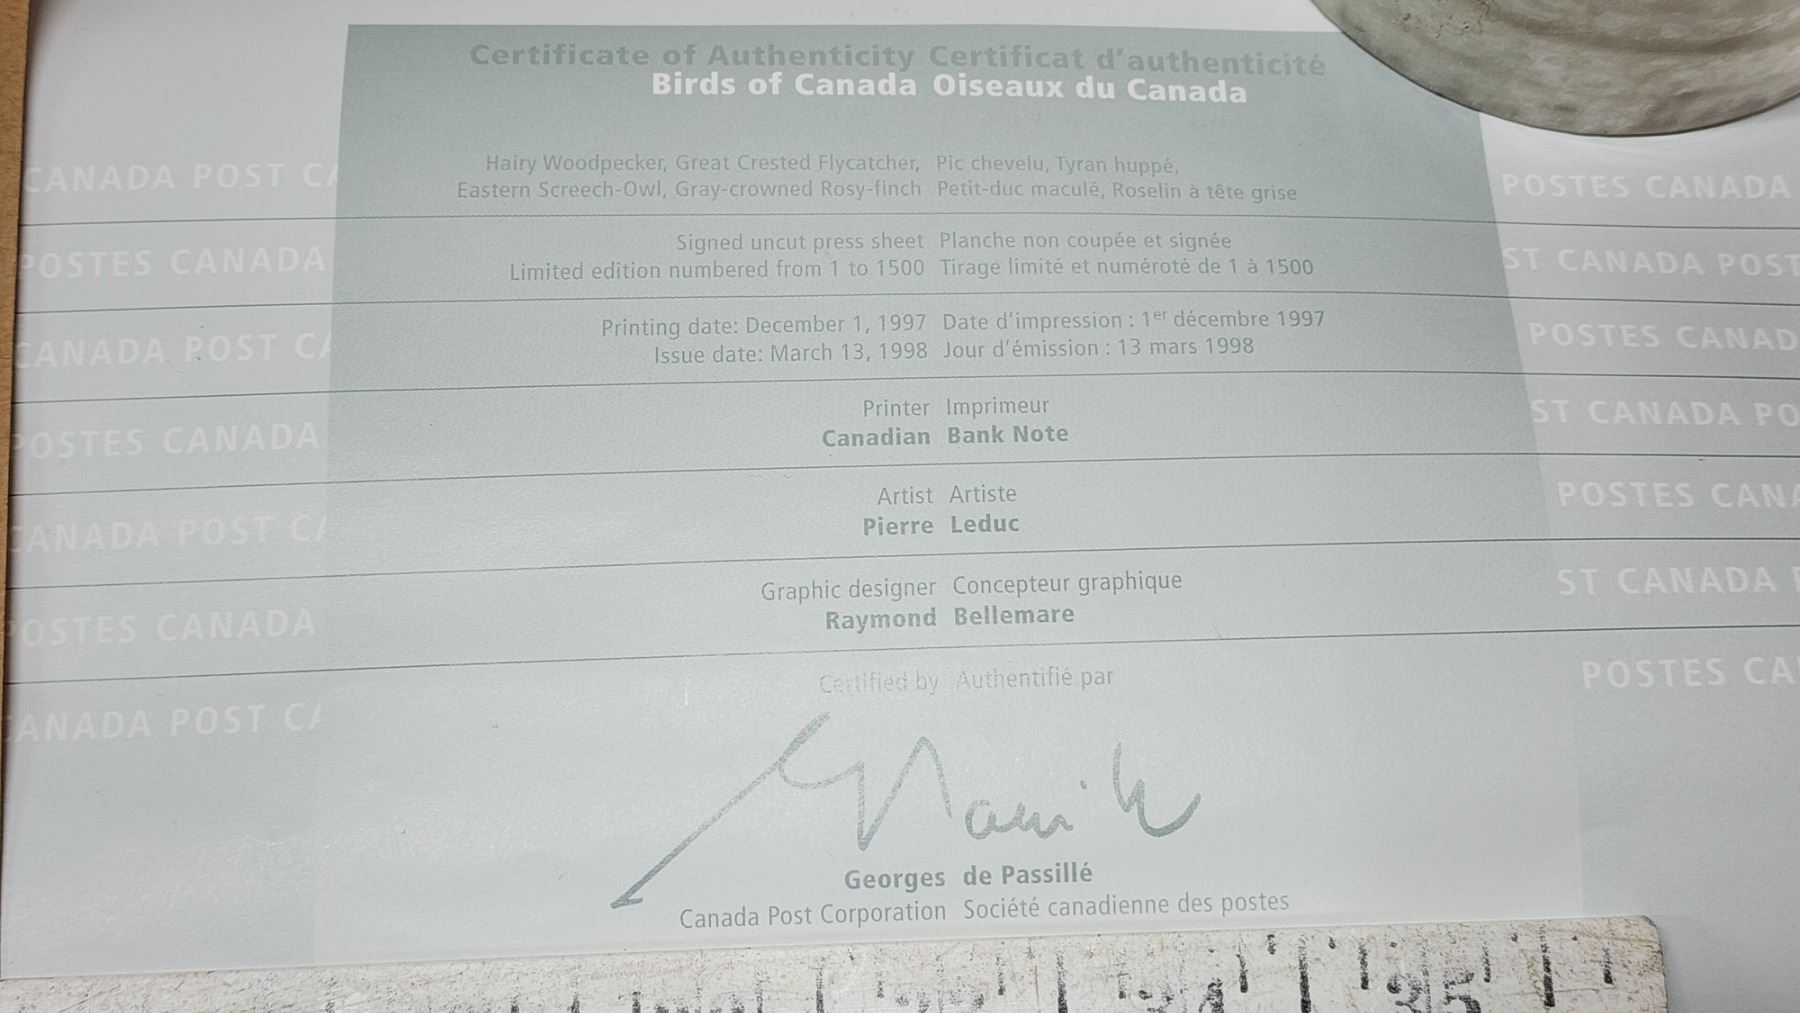 Certificate of Authenticity Certificat d'authenticité
Birds of Canada Oiseaux du Canada
Hairy Woodpecker, Great Crested Flycatcher, Pic chevelu, Tyran huppé,
Eastern Screech-Owl, Gray-crowned Rosy-finch Petit-duc maculé, Roselin à tête grise
CANADA POST CA
POSTES CANADA
Signed uncut press sheet Planche non coupée et signée
Limited edition numbered from 1 to 1500 Tirage limité et numéroté de 1 à 1500
POSTES CANADA
ST CANADA POST
Printing date: December 1, 1997 Date d'impression : 1er décembre 1997
Issue date: March 13, 1998 Jour d'émission : 13 mars 1998
CANADA POST CA
POSTES CANAD
Printer Imprimeur
Canadian Bank Note
POSTES CANADA
ST CANADA PO
Artist Artiste
Pierre Leduc
CANADA POST CA
POSTES CANA
Graphic designer Concepteur graphique
Raymond Bellemare
OSTES CANADA
ST CANADA P
Certified by Authentifié par
ANADA POST CA
POSTES CA
Georges de Passillé
Canada Post Corporation Société canadienne des postes